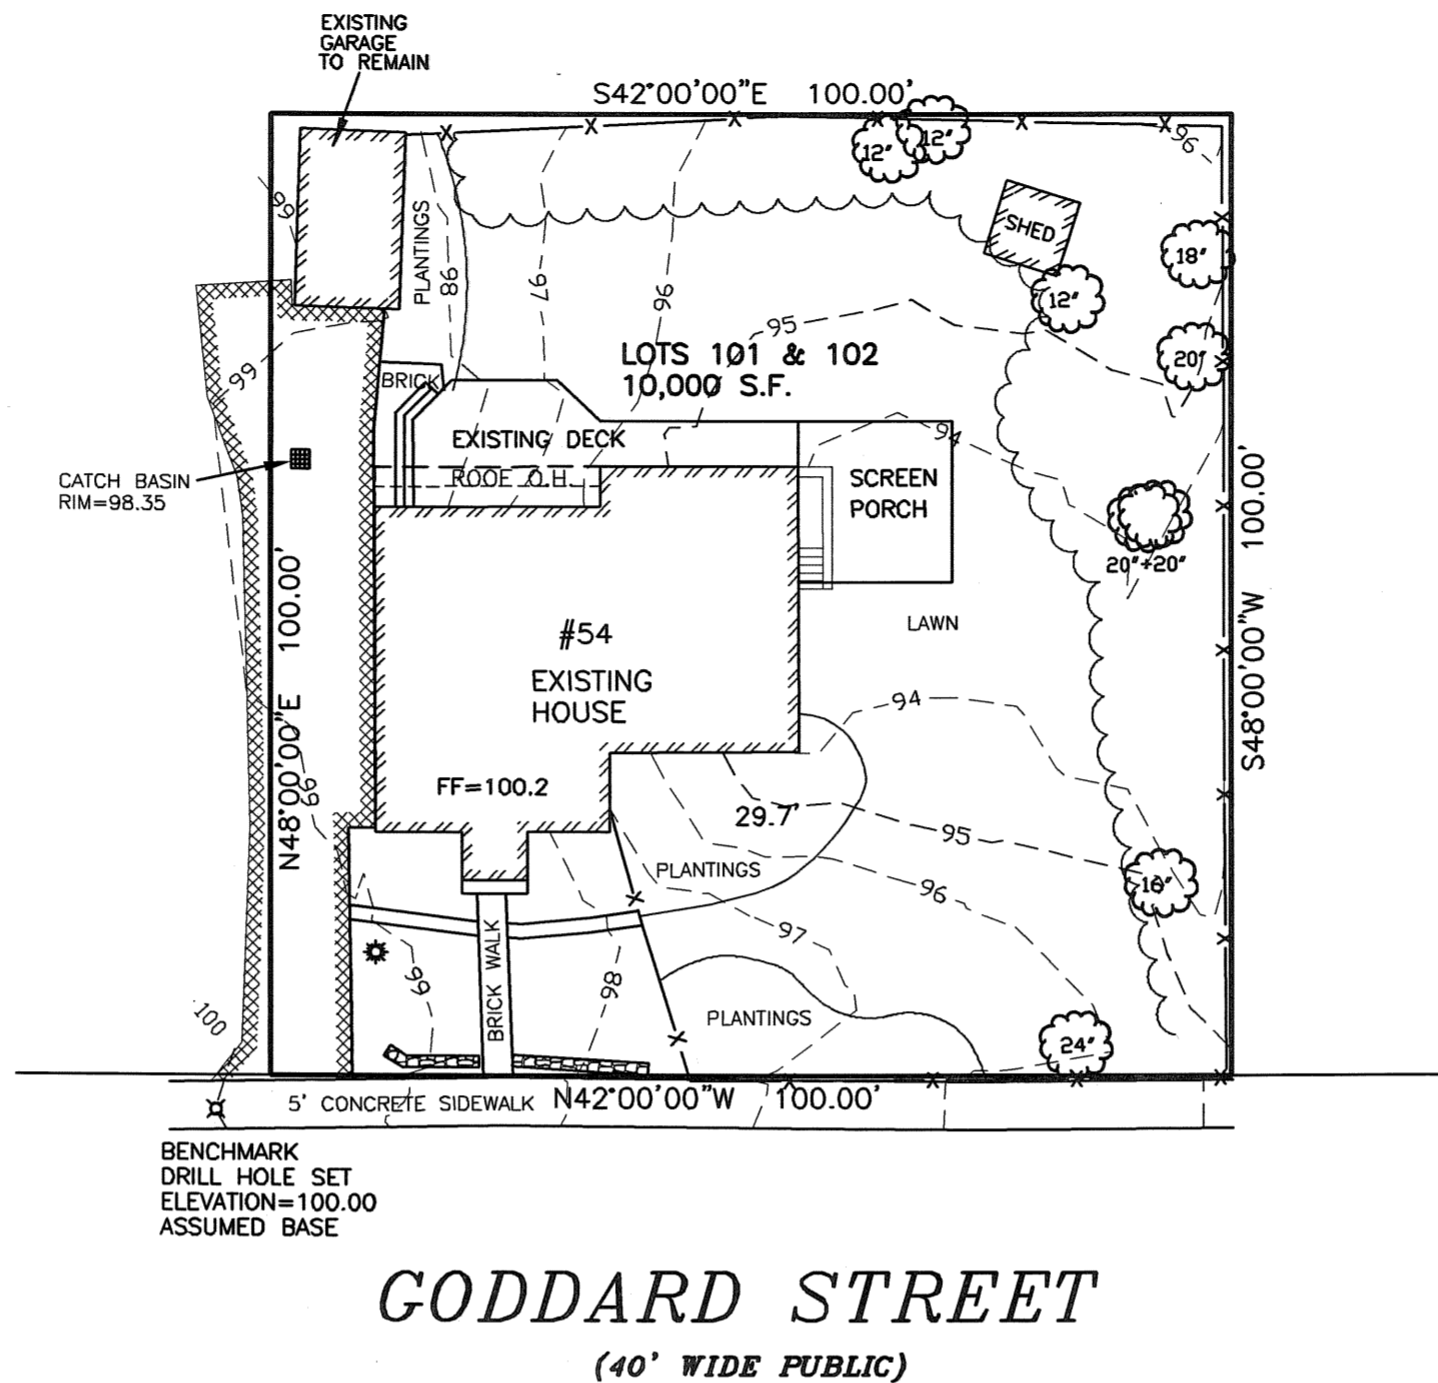 EXISTING
GARAGE
TO REMAIN
S42°00'00"E 100.00'
12"
12"
96
99
PLANTINGS
98
97
96
SHED
18"
12"
95
20"
LOTS 101 & 102
10,000 S.F.
99
BRICK
EXISTING DECK
94
ROOF O.H.
SCREEN
PORCH
CATCH BASIN
RIM=98.35
N48°00'00"E 100.00'
S48°00'00"W 100.00'
20"+20"
LAWN
#54
EXISTING
HOUSE
94
FF=100.2
99
29.7'
95
PLANTINGS
16"
96
97
BRICK WALK
99
98
100
PLANTINGS
24"
5' CONCRETE SIDEWALK
N42°00'00"W 100.00'
BENCHMARK
DRILL HOLE SET
ELEVATION=100.00
ASSUMED BASE
GODDARD STREET
(40' WIDE PUBLIC)